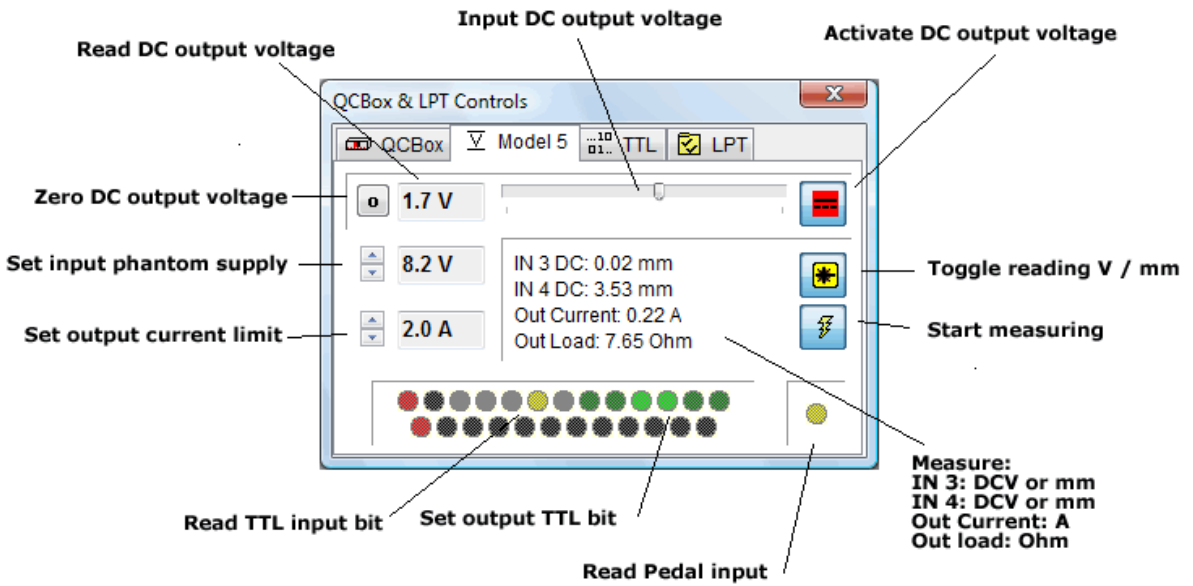 Input DC output voltage
Activate DC output voltage
Read DC output voltage
QCBox & LPT Controls
QCBox
Model 5
...10
01..
TTL
LPT
Zero DC output voltage
o
1.7 V
Set input phantom supply
8.2 V
IN 3 DC: 0.02 mm
IN 4 DC: 3.53 mm
Out Current: 0.22 A
Out Load: 7.65 Ohm
Toggle reading V / mm
Set output current limit
2.0 A
Start measuring
Measure:
IN 3: DCV or mm
IN 4: DCV or mm
Out Current: A
Out load: Ohm
Read TTL input bit
Set output TTL bit
Read Pedal input